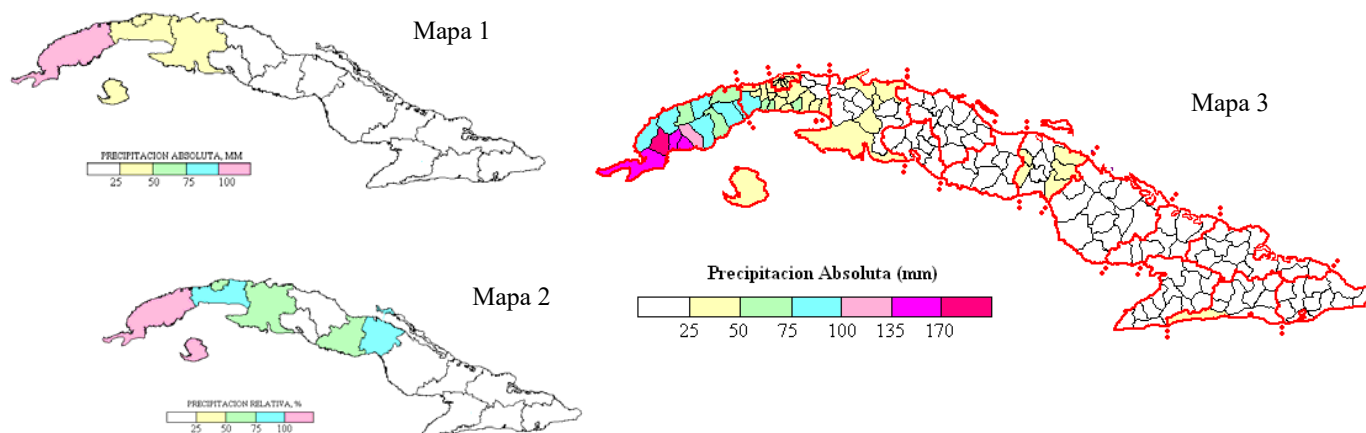 Mapa 1
PRECIPITACION ABSOLUTA, MM
25 50 75 100
Mapa 2
PRECIPITACION RELATIVA, %
25 50 75 100
Mapa 3
Precipitacion Absoluta (mm)
25 50 75 100 135 170